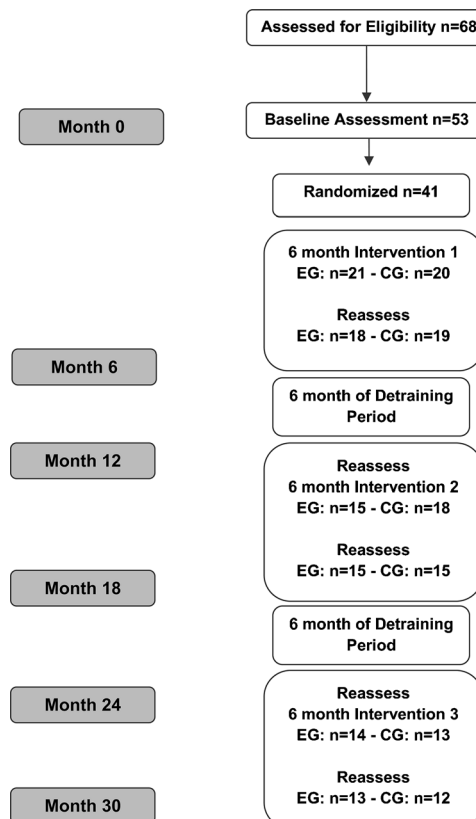 Assessed for Eligibility n=68
Month 0
Baseline Assessment n=53
Randomized n=41
6 month Intervention 1
EG: n=21 - CG: n=20
Reassess
EG: n=18 - CG: n=19
Month 6
6 month of Detraining
Period
Month 12
Reassess
6 month Intervention 2
EG: n=15 - CG: n=18
Reassess
EG: n=15 - CG: n=15
Month 18
6 month of Detraining
Period
Month 24
Reassess
6 month Intervention 3
EG: n=14 - CG: n=13
Reassess
EG: n=13 - CG: n=12
Month 30